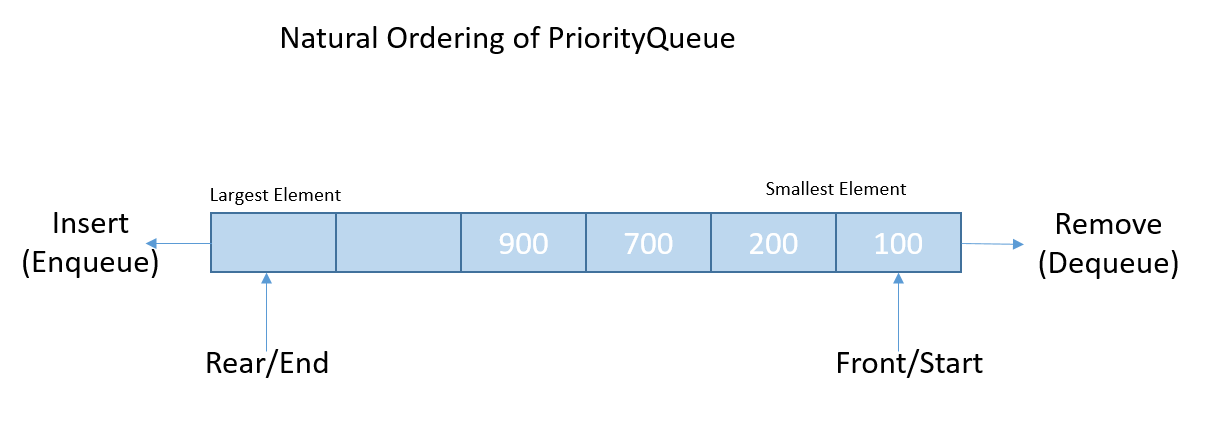 Natural Ordering of PriorityQueue
Largest Element
Smallest Element
Insert
(Enqueue)
900 700 200 100
Remove
(Dequeue)
Rear/End
Front/Start